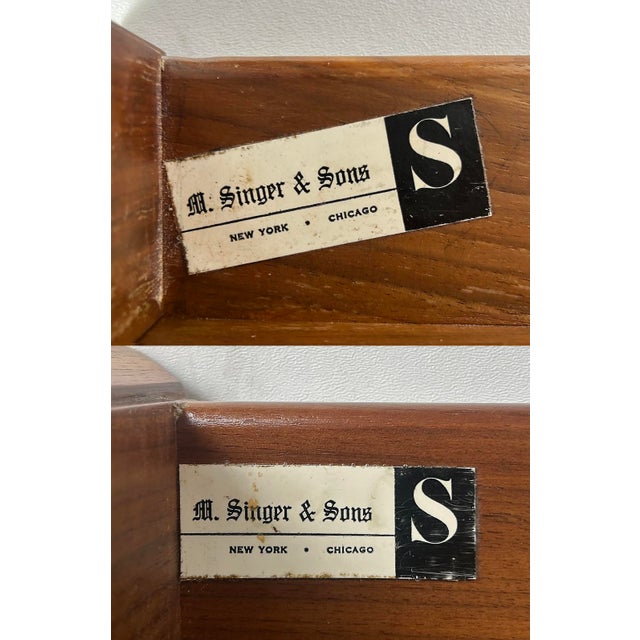 M. Singer & Sons
NEW YORK • CHICAGO
S
M. Singer & Sons
NEW YORK • CHICAGO
S